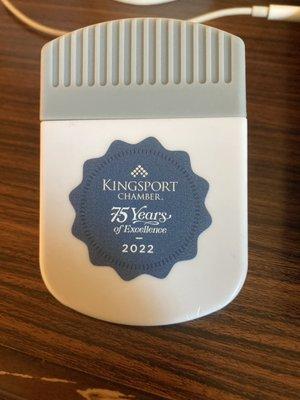 KINGSPORT
CHAMBER
75 Years
of Excellence
2022